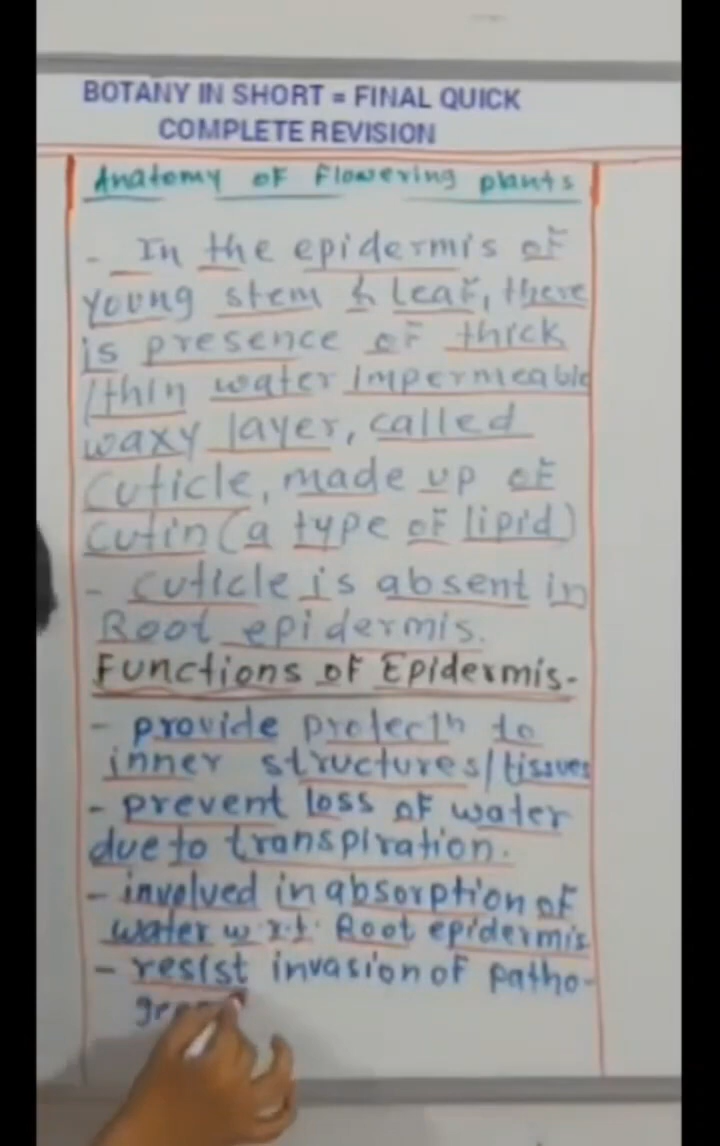 BOTANY IN SHORT = FINAL QUICK
COMPLETE REVISION
Anatomy of Flowering plants
- In the epidermis of
young stem & leaf, there
is presence of thick
/thin water impermeable
waxy layer, called
cuticle, made up of
cutin (a type of lipid)
- cuticle is absent in
Root epidermis.
Functions of Epidermis-
- provide protectn to
inner structures/tissues
- prevent loss of water
due to transpiration.
- involved in absorption of
water w.r.t. Root epidermis
- resist invasion of patho-